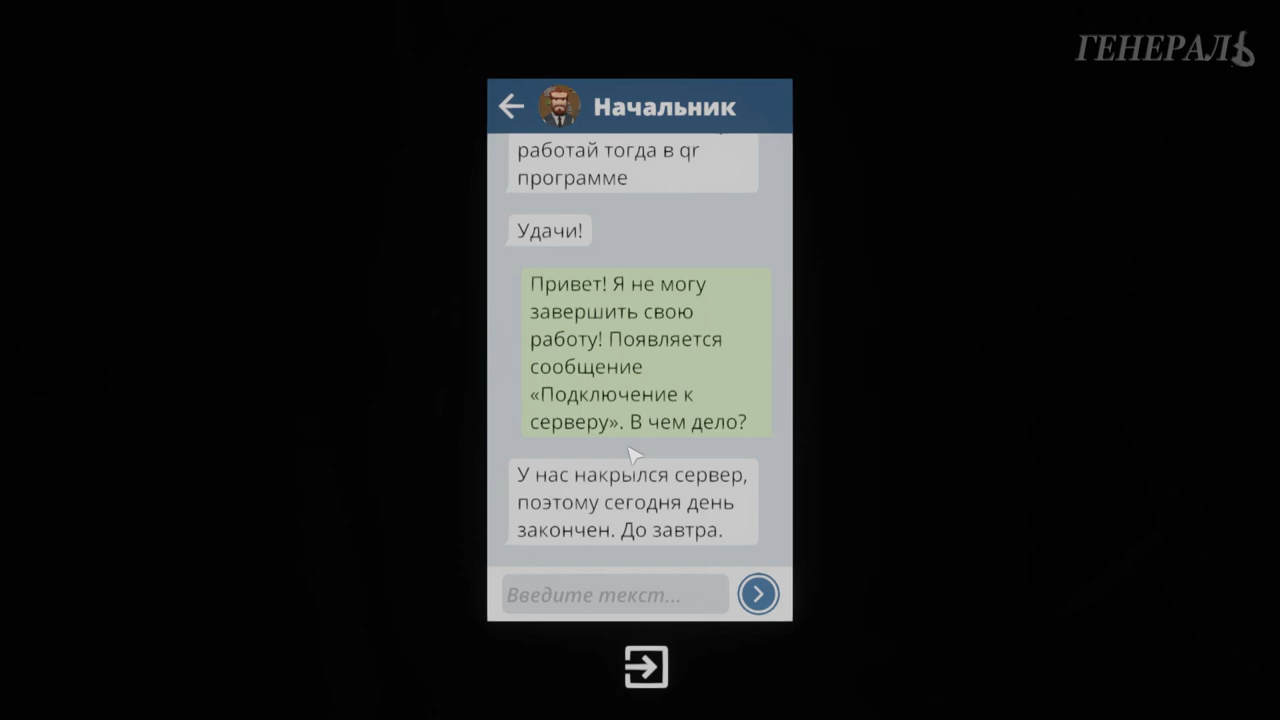 ГЕНЕРАЛЬ
Начальник
работай тогда в qr
программе
Удачи!
Привет! Я не могу
завершить свою
работу! Появляется
сообщение
«Подключение к
серверу». В чем дело?
У нас накрылся сервер,
поэтому сегодня день
закончен. До завтра.
Введите текст...